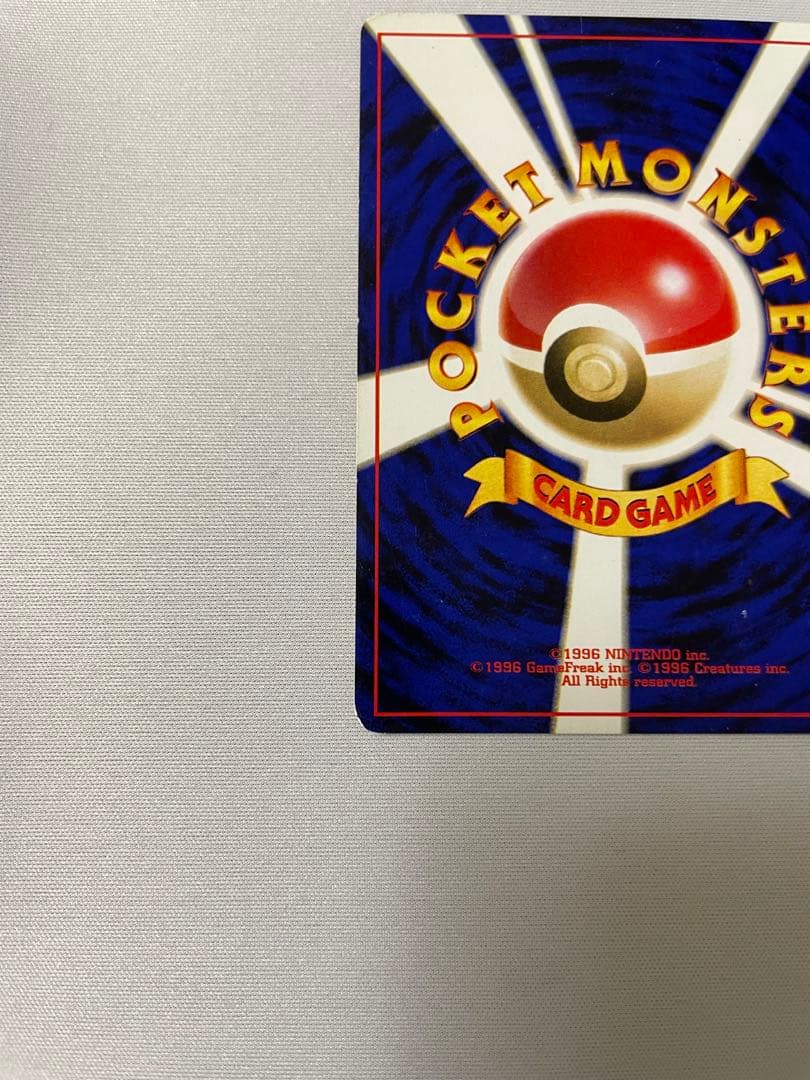 POCKET MONSTERS
CARD GAME
©1996 NINTENDO inc.
©1996 GameFreak inc. ©1996 Creatures inc.
All Rights reserved.